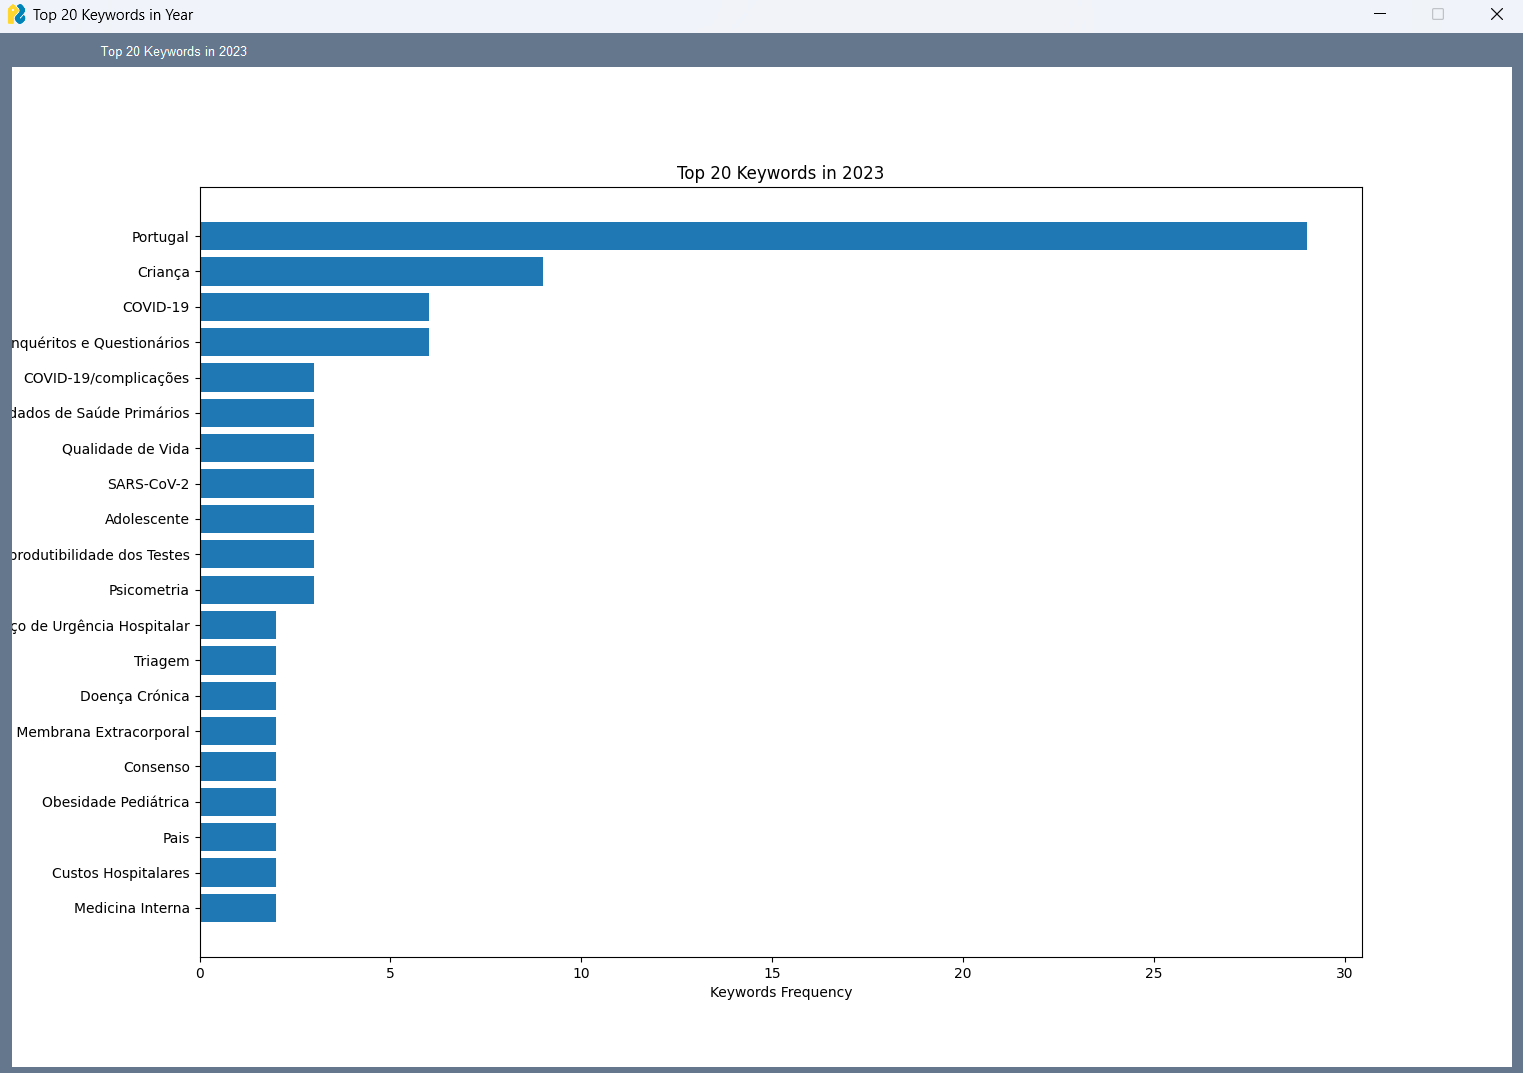 Top 20 Keywords in Year
Top 20 Keywords in 2023
Top 20 Keywords in 2023
Portugal
Criança
COVID-19
nquéritos e Questionários
COVID-19/complicações
dados de Saúde Primários
Qualidade de Vida
SARS-CoV-2
Adolescente
produtibilidade dos Testes
Psicometria
ço de Urgência Hospitalar
Triagem
Doença Crónica
Membrana Extracorporal
Consenso
Obesidade Pediátrica
Pais
Custos Hospitalares
Medicina Interna
0 5 10 15 20 25 30
Keywords Frequency